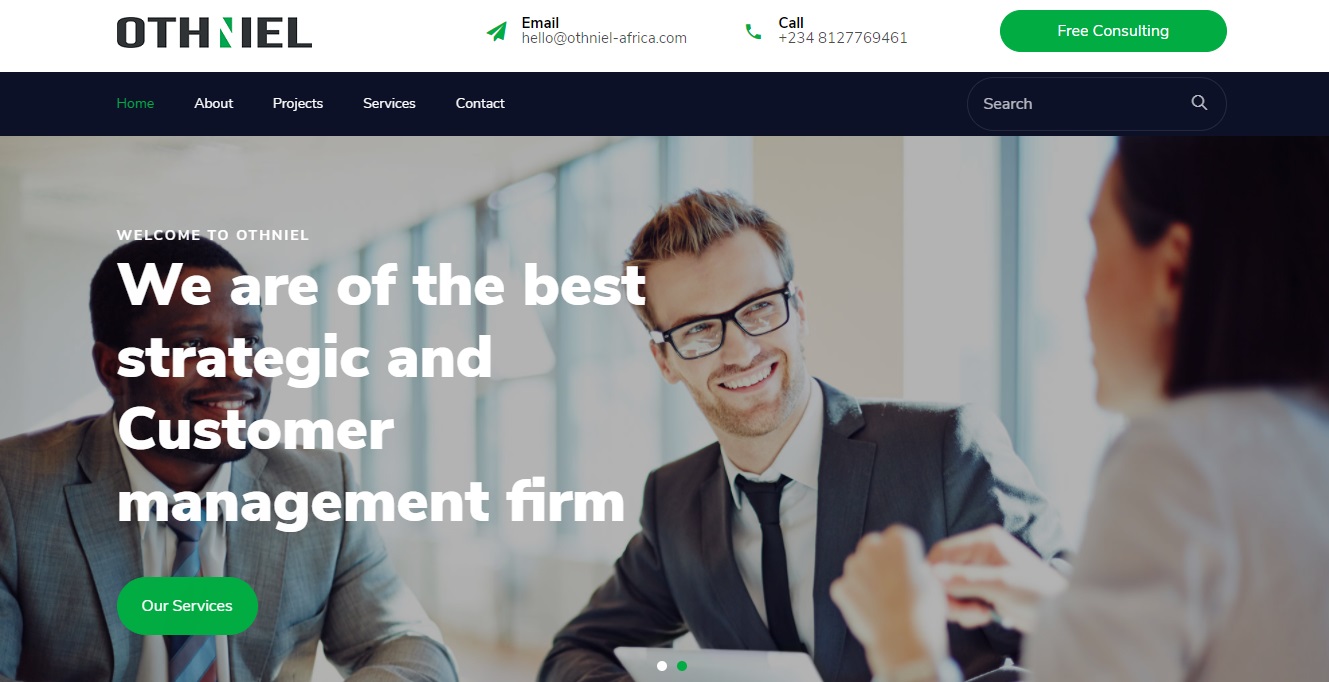 OTHNIEL
Email
hello@othniel-africa.com
Call
+234 8127769461
Free Consulting
Home About Projects Services Contact
Search
WELCOME TO OTHNIEL
We are of the best
strategic and
Customer
management firm
Our Services